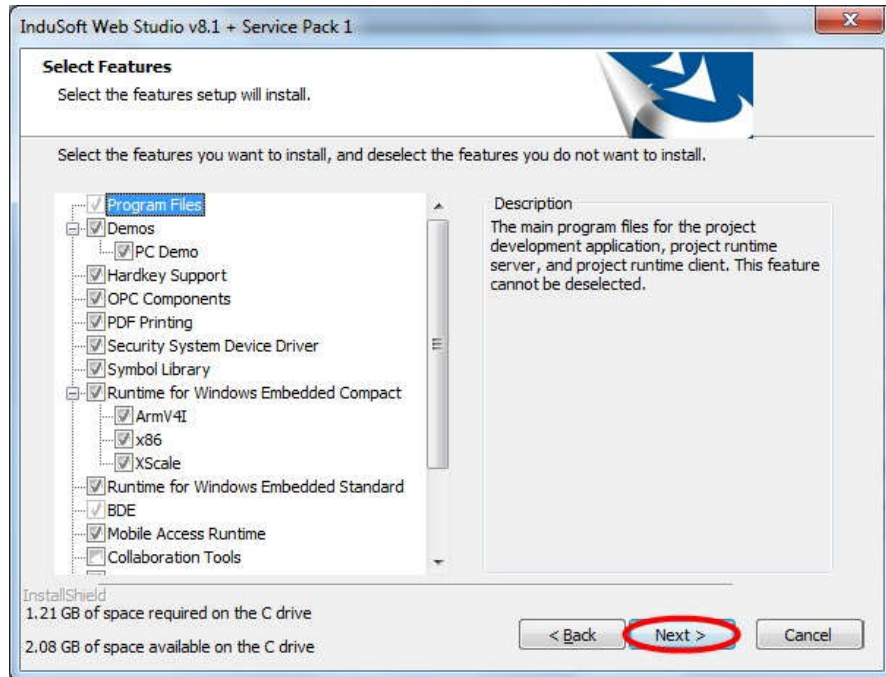 InduSoft Web Studio v8.1 + Service Pack 1
Select Features
Select the features setup will install.
Select the features you want to install, and deselect the features you do not want to install.
Program Files
Demos
PC Demo
Hardkey Support
OPC Components
PDF Printing
Security System Device Driver
Symbol Library
Runtime for Windows Embedded Compact
ArmV4I
x86
XScale
Runtime for Windows Embedded Standard
BDE
Mobile Access Runtime
Collaboration Tools
Description
The main program files for the project
development application, project runtime
server, and project runtime client. This feature
cannot be deselected.
InstallShield
1.21 GB of space required on the C drive
2.08 GB of space available on the C drive
< Back
Next >
Cancel